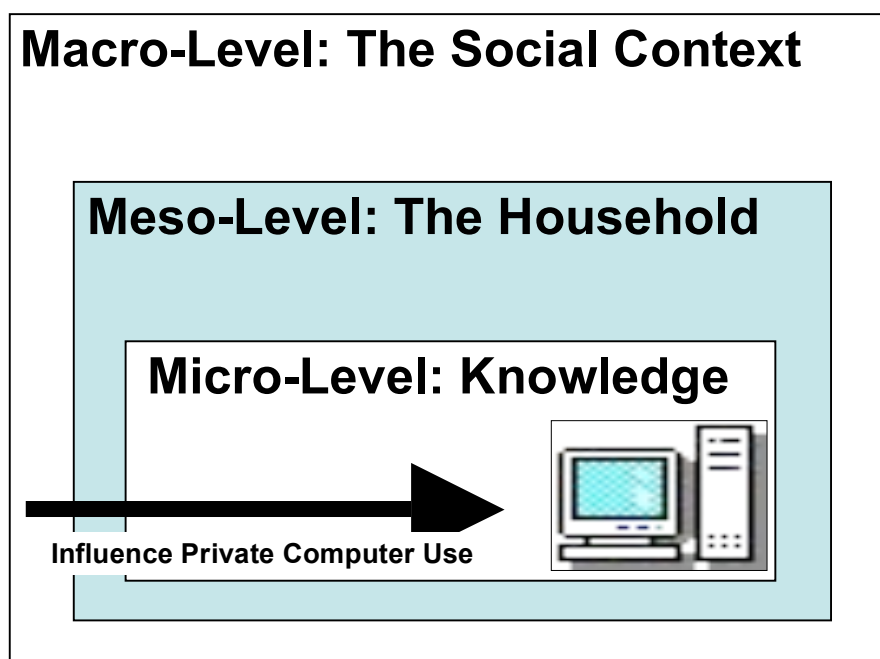 Macro-Level: The Social Context
Meso-Level: The Household
Micro-Level: Knowledge
Influence Private Computer Use